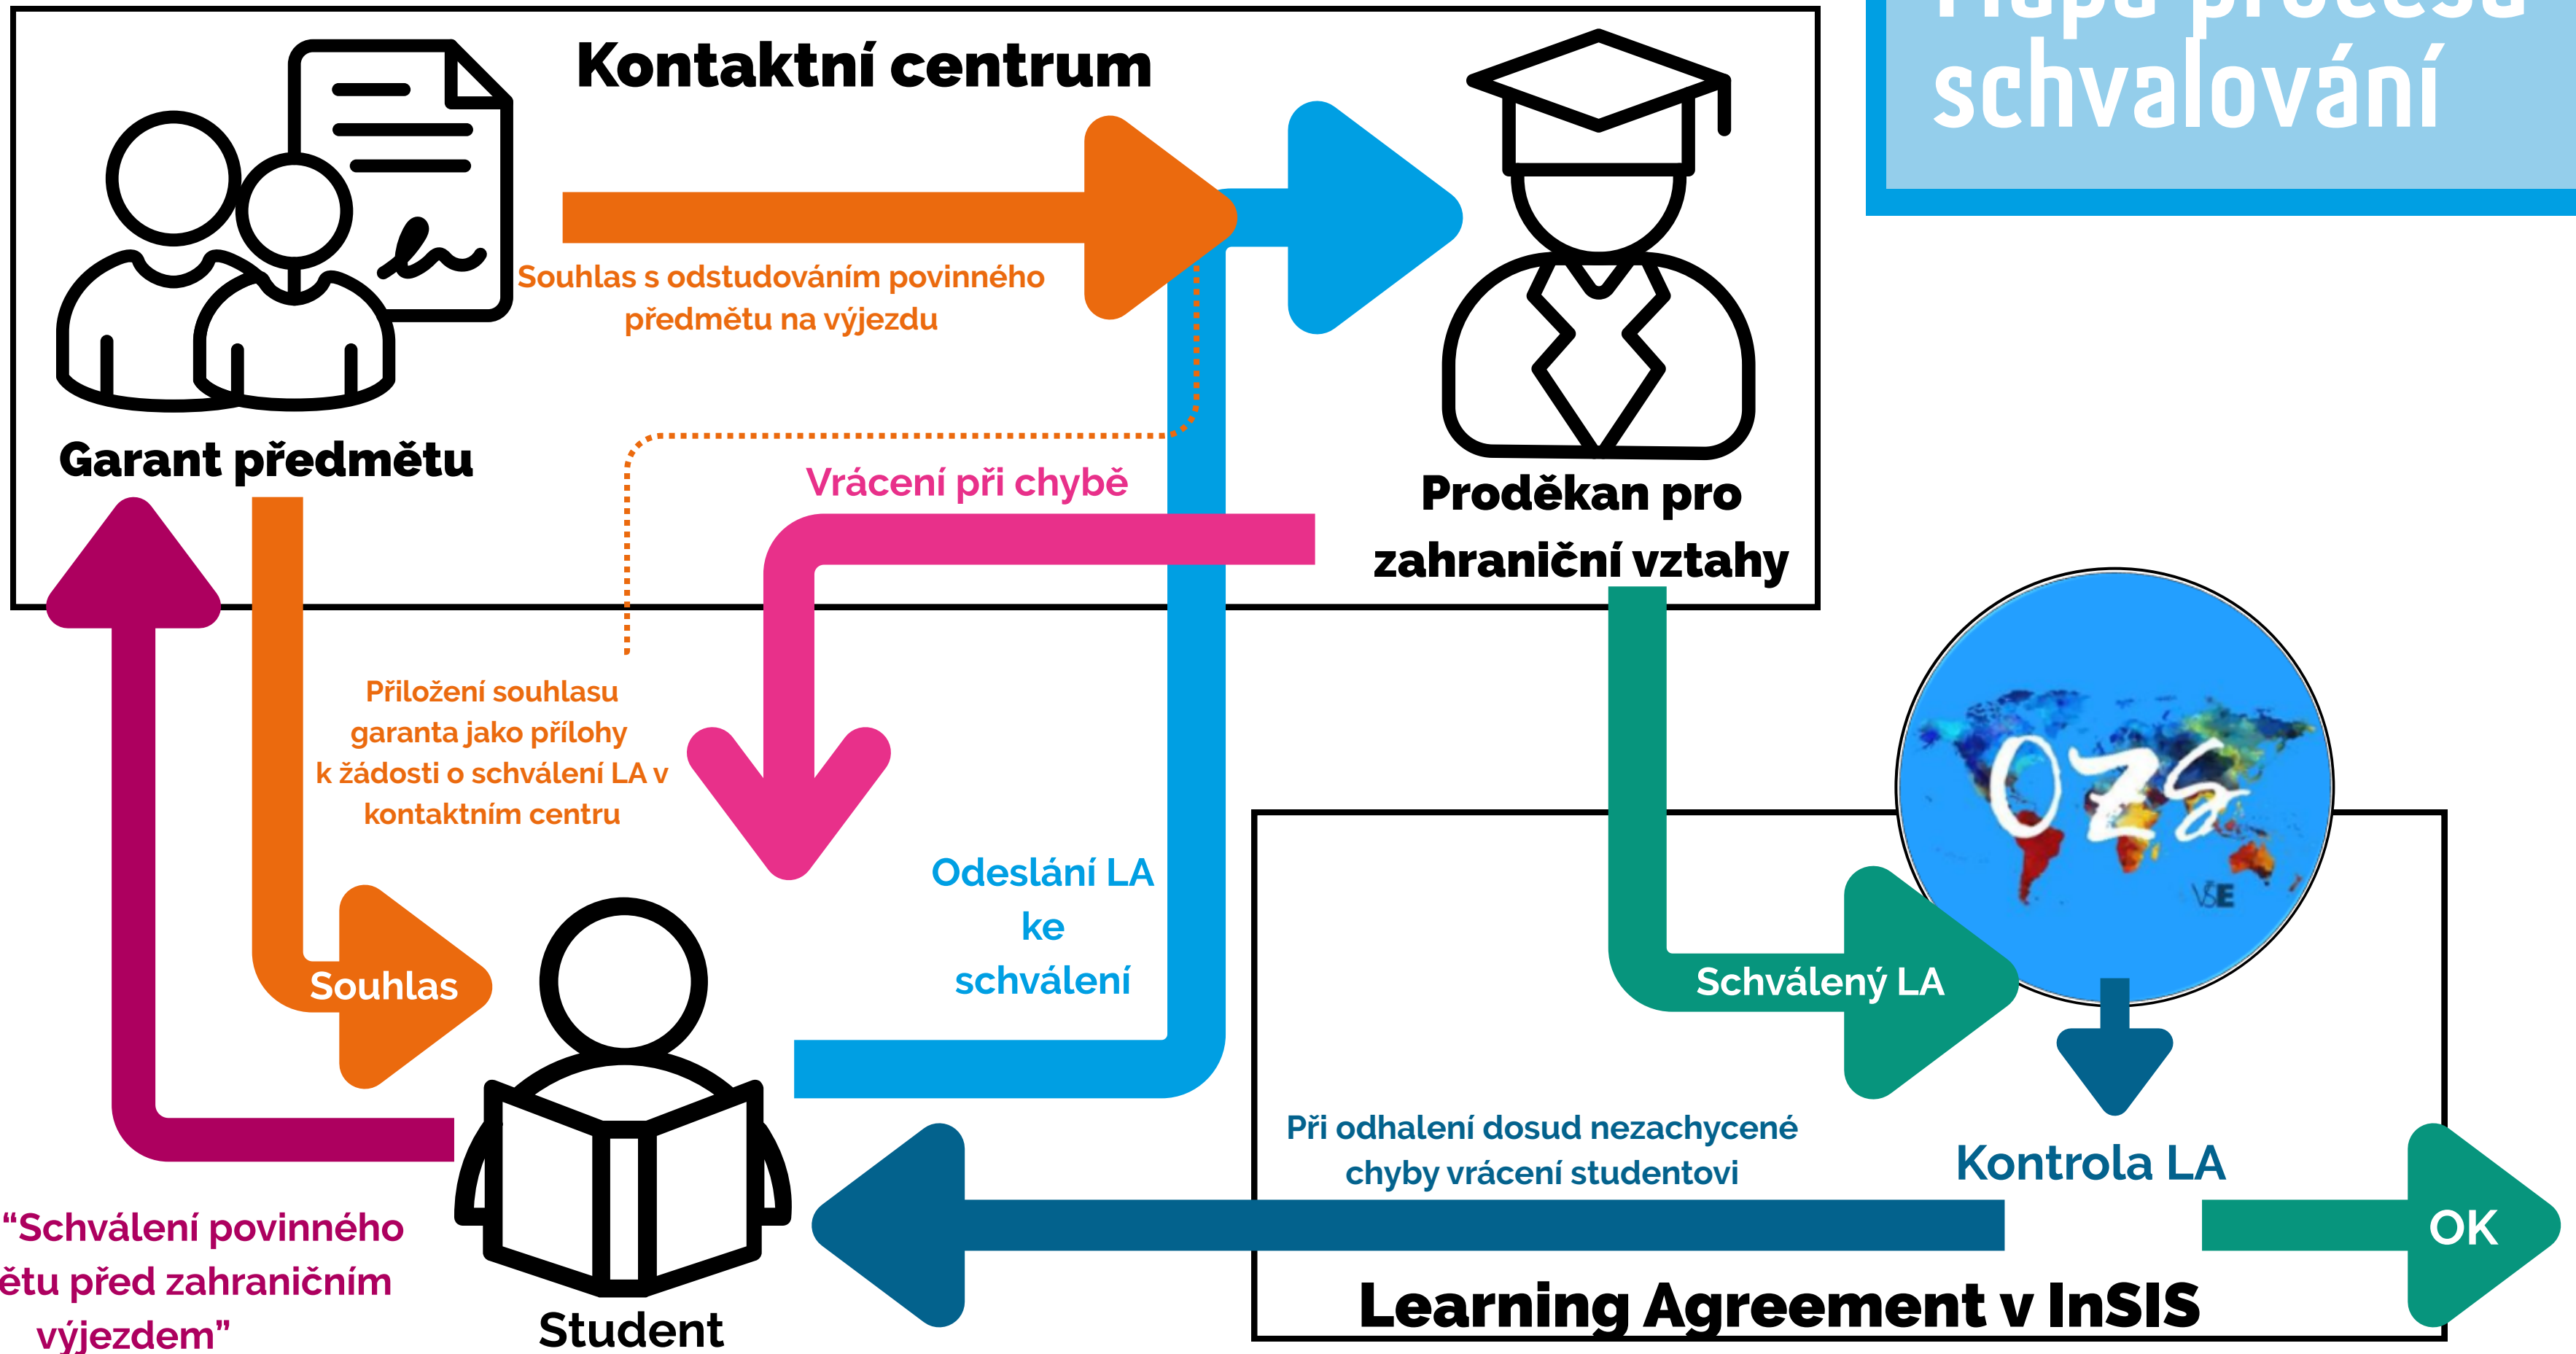 Mapa procesu
schvalování
Kontaktní centrum
Souhlas s odstudováním povinného
předmětu na výjezdu
Garant předmětu
Vrácení při chybě
Proděkan pro
zahraniční vztahy
Přiložení souhlasu
garanta jako přílohy
k žádosti o schválení LA v
kontaktním centru
Souhlas
Odeslání LA
ke
schválení
OZS
VŠE
Schválený LA
Při odhalení dosud nezachycené
chyby vrácení studentovi
Kontrola LA
OK
Learning Agreement v InSIS
“Schválení povinného
ětu před zahraničním
výjezdem”
Student